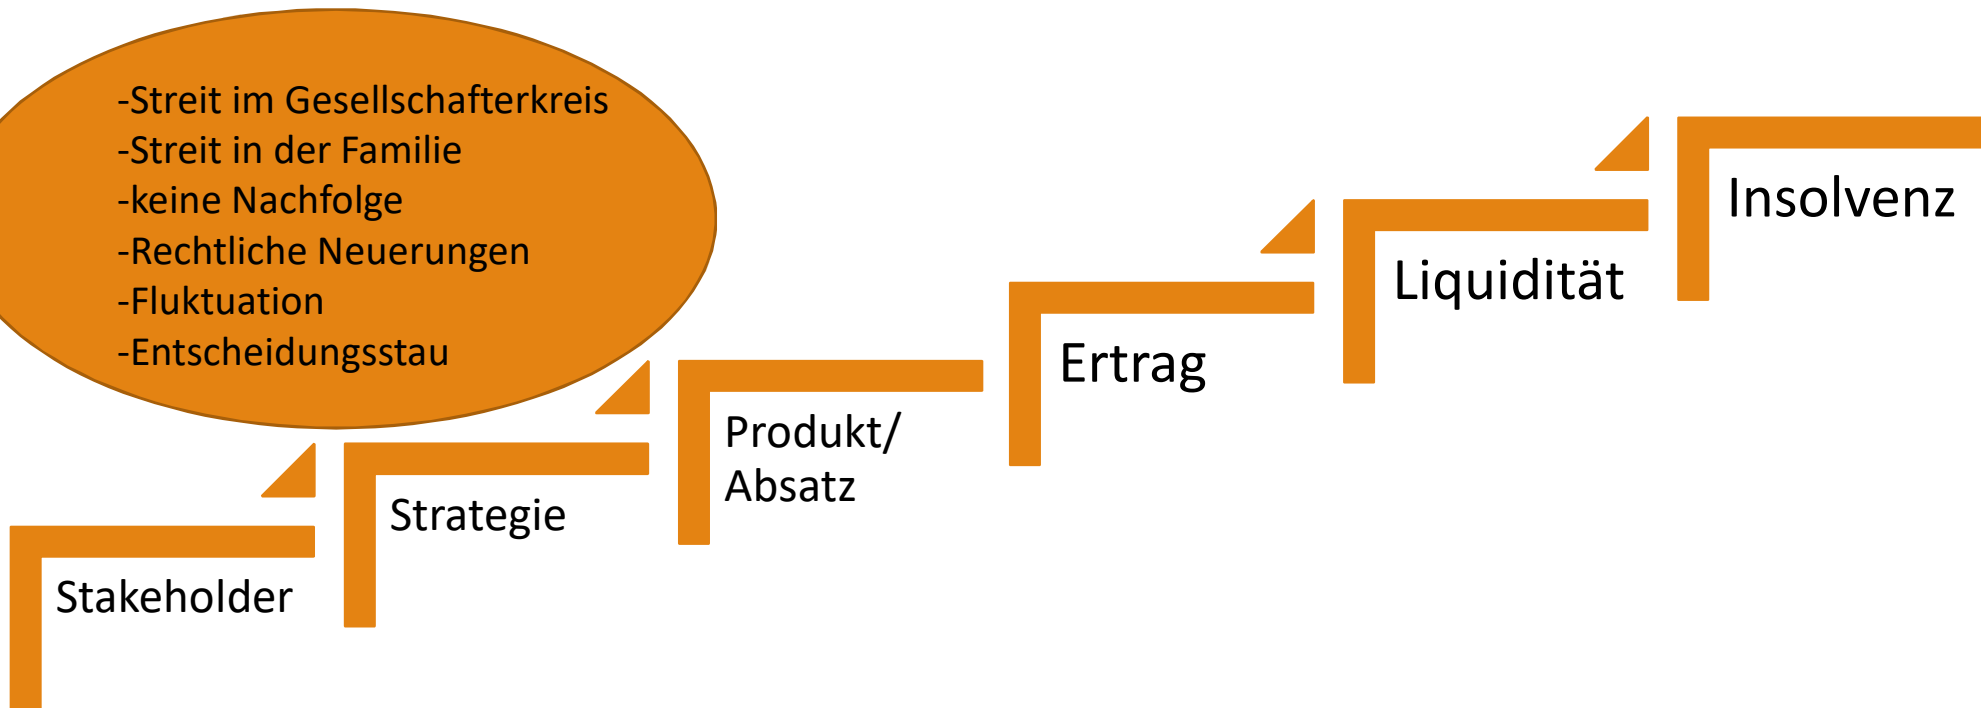 -Streit im Gesellschafterkreis
-Streit in der Familie
-keine Nachfolge
-Rechtliche Neuerungen
-Fluktuation
-Entscheidungsstau
Stakeholder
Strategie
Produkt/
Absatz
Ertrag
Liquidität
Insolvenz